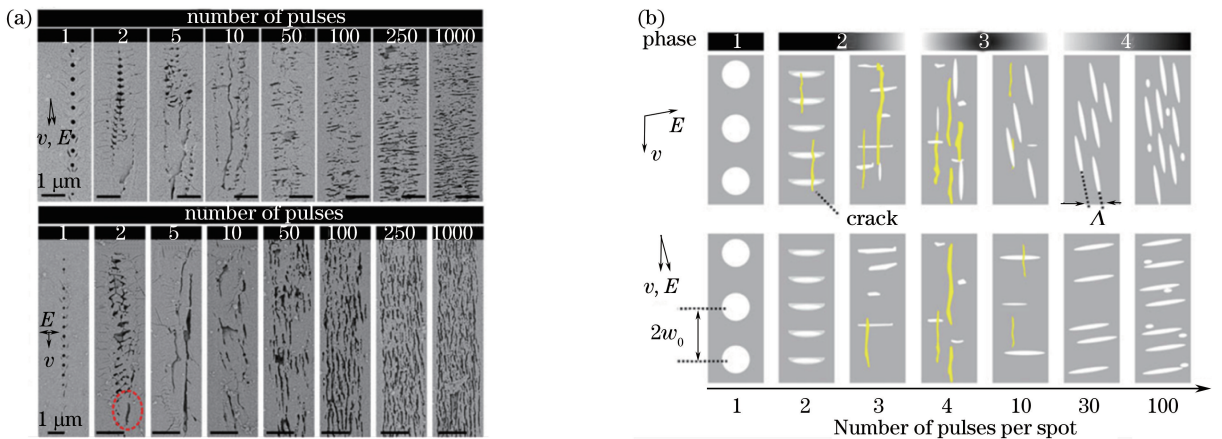 (a)
number of pulses
1 2 5 10 50 100 250 1000
v, E
1 μm
number of pulses
1 2 5 10 50 100 250 1000
E
v
1 μm
(b)
phase 1 2 3 4
E
v
crack
Λ
v, E
2w₀
1 2 3 4 10 30 100
Number of pulses per spot